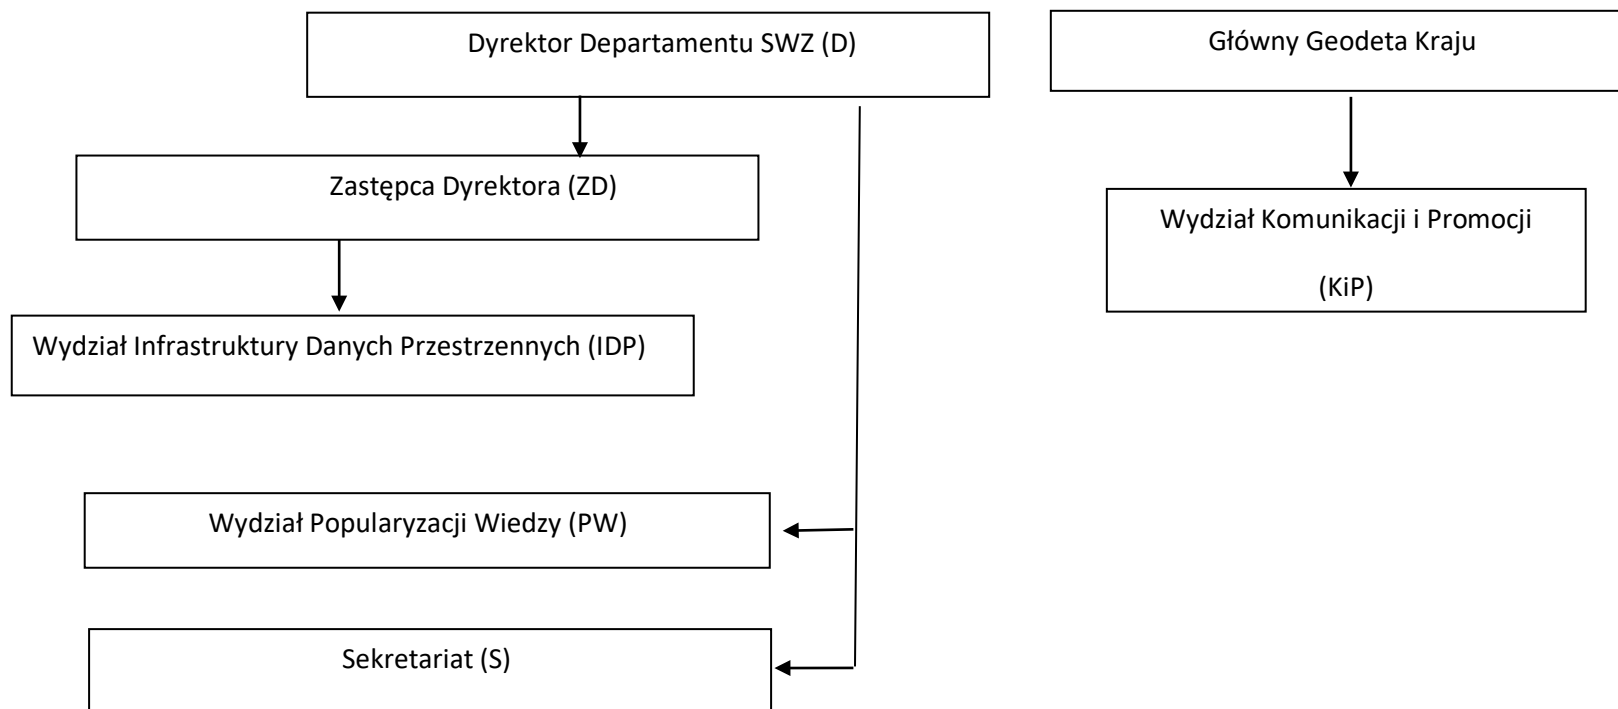 Dyrektor Departamentu SWZ (D)
Główny Geodeta Kraju
Zastępca Dyrektora (ZD)
Wydział Komunikacji i Promocji
(KiP)
Wydział Infrastruktury Danych Przestrzennych (IDP)
Wydział Popularyzacji Wiedzy (PW)
Sekretariat (S)